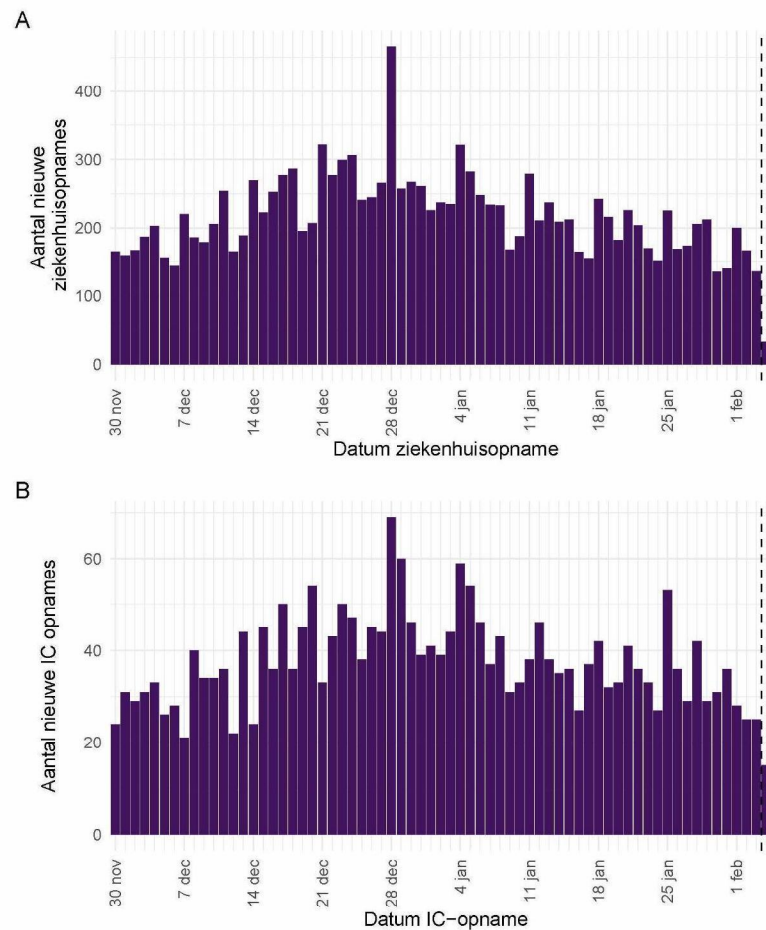 A
Aantal nieuwe
ziekenhuisopnames
400
300
200
100
0
30 nov
7 dec
14 dec
21 dec
28 dec
4 jan
11 jan
18 jan
25 jan
1 feb
Datum ziekenhuisopname
B
Aantal nieuwe IC opnames
60
40
20
0
30 nov
7 dec
14 dec
21 dec
28 dec
4 jan
11 jan
18 jan
25 jan
1 feb
Datum IC−opname